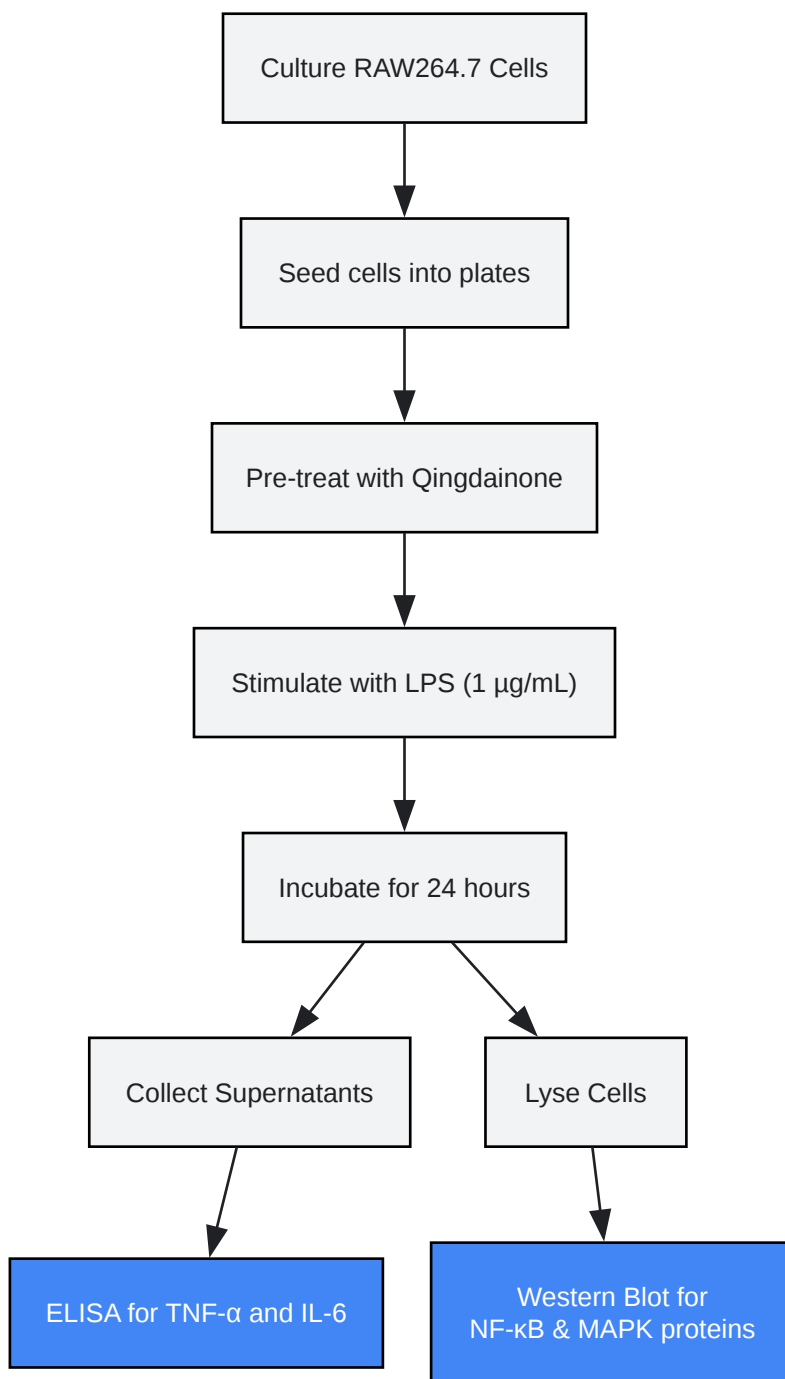 Culture RAW264.7 Cells
Seed cells into plates
Pre-treat with Qingdainone
Stimulate with LPS (1 µg/mL)
Incubate for 24 hours
Collect Supernatants
Lyse Cells
ELISA for TNF-α and IL-6
Western Blot for
NF-κB & MAPK proteins